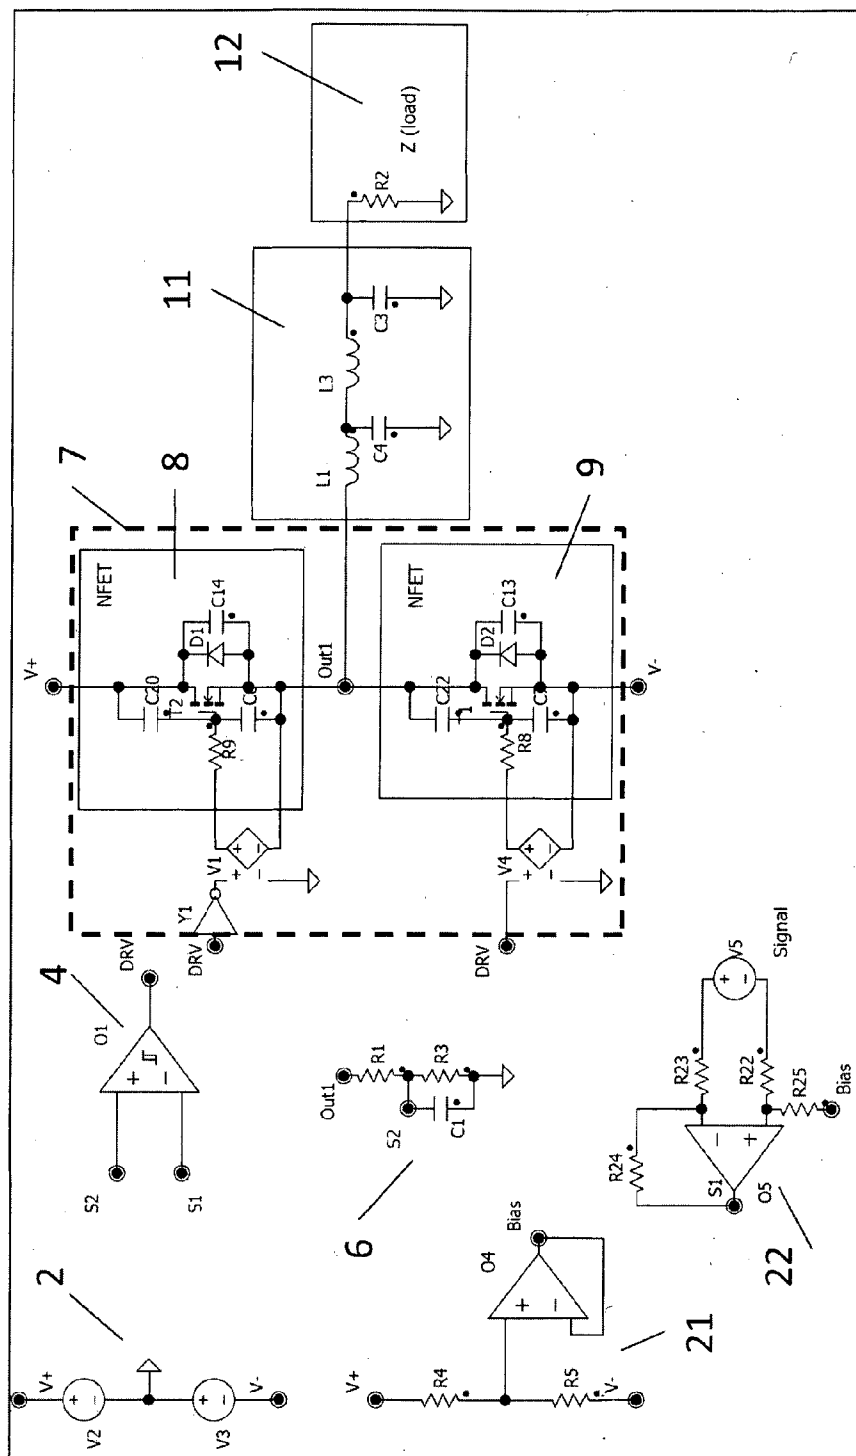 2
V+
V2
V3
V-
S2
S1
O1
4
DRV
7
V+
8
NFET
C20
D1
C14
R9
Y1
DRV
V1
Out1
9
NFET
C22
D2
C13
R8
V4
DRV
V-
11
L1
C4
L3
C3
12
R2
Z (load)
V+
R4
R5
V-
O4
Bias
21
6
Out1
R1
S2
R3
C1
R24
S1
O5
R23
R22
R25
Bias
V5
Signal
22